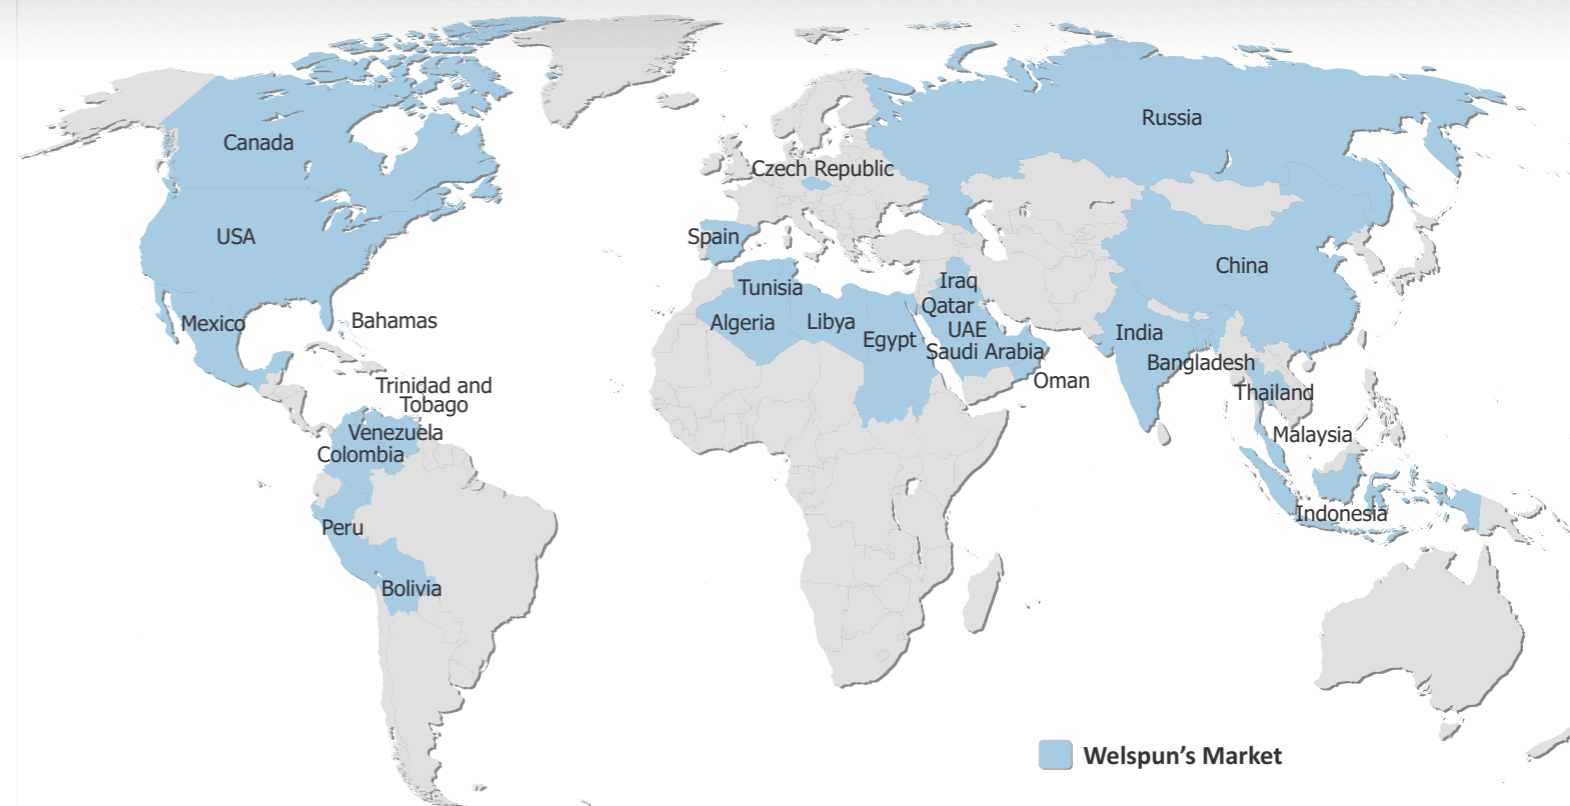 Canada
Russia
Czech Republic
USA
Spain
China
Iraq
Tunisia
Qatar
Mexico
Bahamas
Algeria
Libya
UAE
India
Egypt
Saudi Arabia
Bangladesh
Oman
Trinidad and
Tobago
Thailand
Venezuela
Malaysia
Colombia
Indonesia
Peru
Bolivia
Welspun's Market